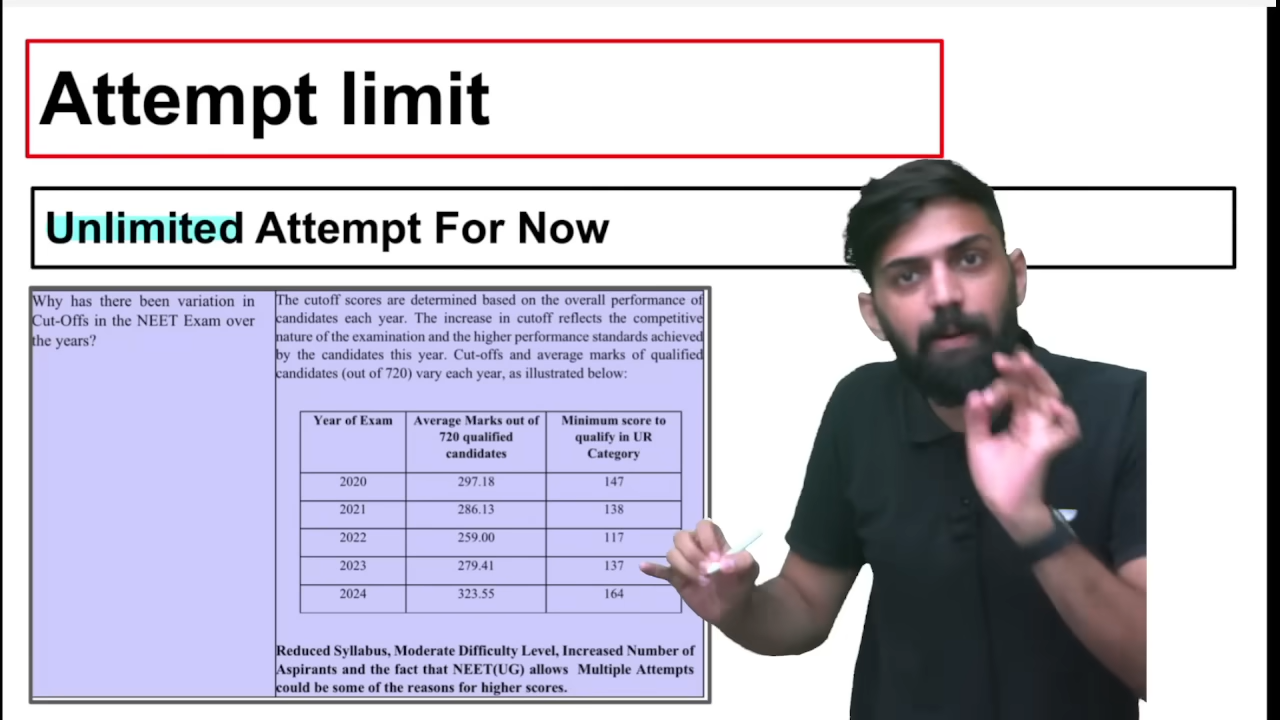 Attempt limit
Unlimited Attempt For Now
Why has there been variation in
Cut-Offs in the NEET Exam over
the years?
The cutoff scores are determined based on the overall performance of
candidates each year. The increase in cutoff reflects the competitive
nature of the examination and the higher performance standards achieved
by the candidates this year. Cut-offs and average marks of qualified
candidates (out of 720) vary each year, as illustrated below:
Year of Exam
Average Marks out of
720 qualified
candidates
Minimum score to
qualify in UR
Category
2020 297.18 147
2021 286.13 138
2022 259.00 117
2023 279.41 137
2024 323.55 164
Reduced Syllabus, Moderate Difficulty Level, Increased Number of
Aspirants and the fact that NEET(UG) allows Multiple Attempts
could be some of the reasons for higher scores.